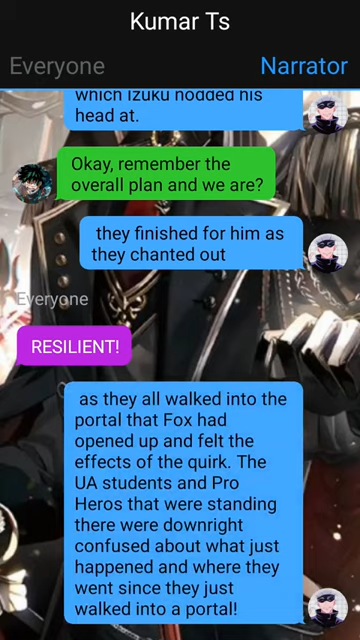 Kumar Ts
Everyone
Narrator
which Izuku nodded his
head at.
Okay, remember the
overall plan and we are?
they finished for him as
they chanted out
Everyone
RESILIENT!
as they all walked into the
portal that Fox had
opened up and felt the
effects of the quirk. The
UA students and Pro
Heros that were standing
there were downright
confused about what just
happened and where they
went since they just
walked into a portal!